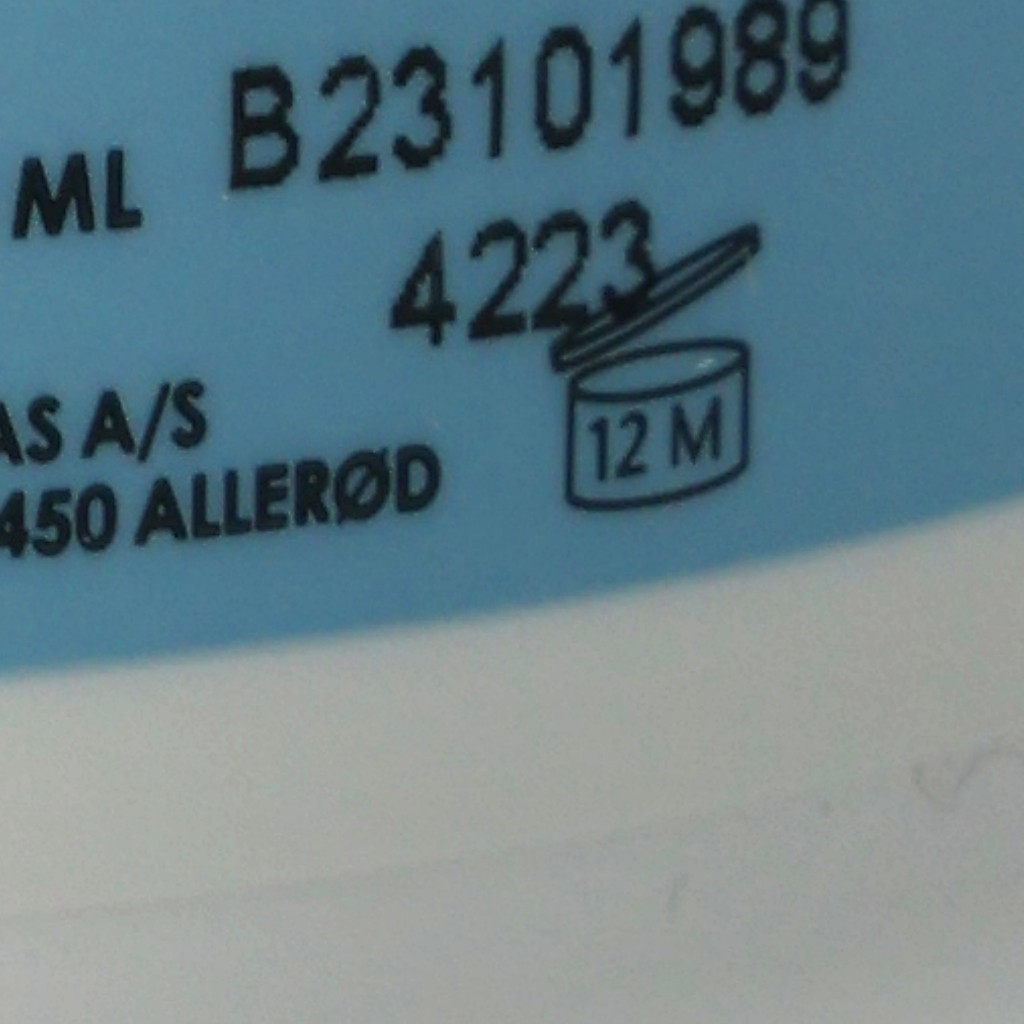 B23101989
ML
4223
AS A/S
12 M
450 ALLERØD